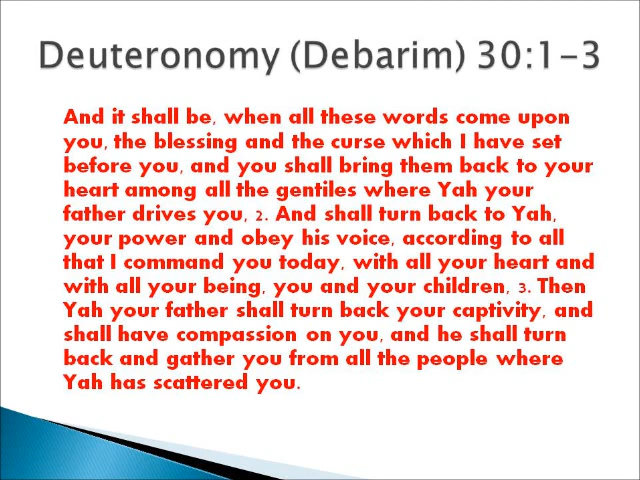 Deuteronomy (Debarim) 30:1-3
And it shall be, when all these words come upon
you, the blessing and the curse which I have set
before you, and you shall bring them back to your
heart among all the gentiles where Yah your
father drives you, 2. And shall turn back to Yah,
your power and obey his voice, according to all
that I command you today, with all your heart and
with all your being, you and your children, 3. Then
Yah your father shall turn back your captivity, and
shall have compassion on you, and he shall turn
back and gather you from all the people where
Yah has scattered you.